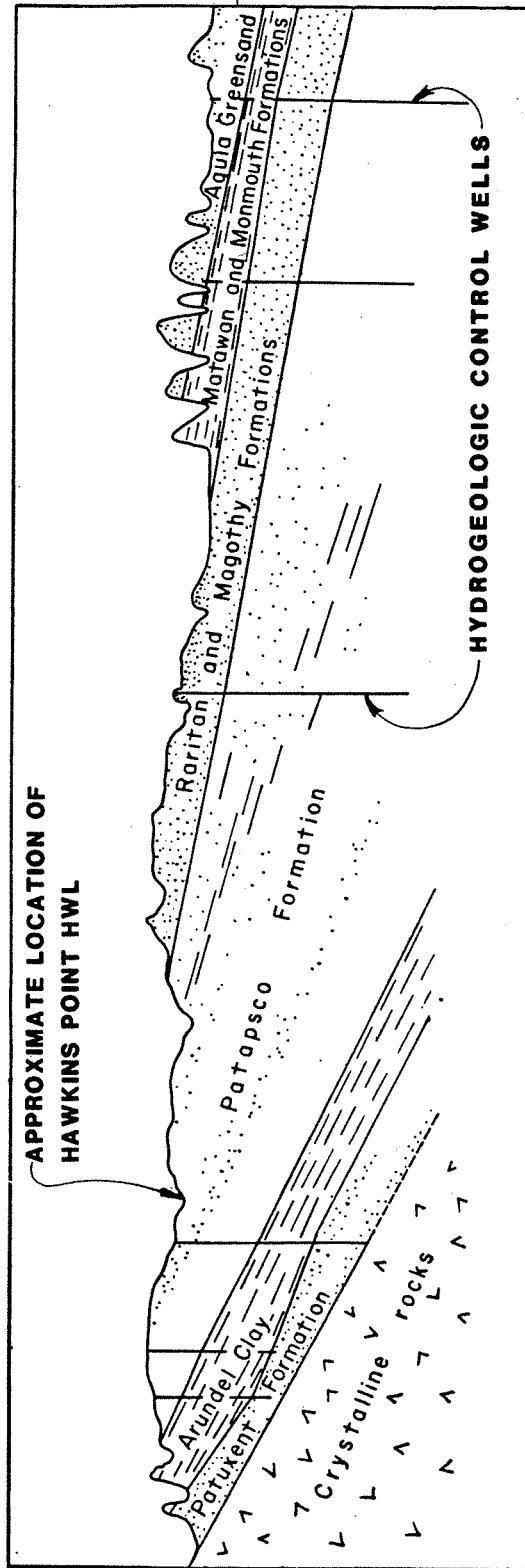 APPROXIMATE LOCATION OF
HAWKINS POINT HWL
Aquia Greensand
Matawan and Monmouth Formations
Raritan and Magothy Formations
Patapsco Formation
Arundel Clay
Patuxent Formation
Crystalline rocks
HYDROGEOLOGIC CONTROL WELLS